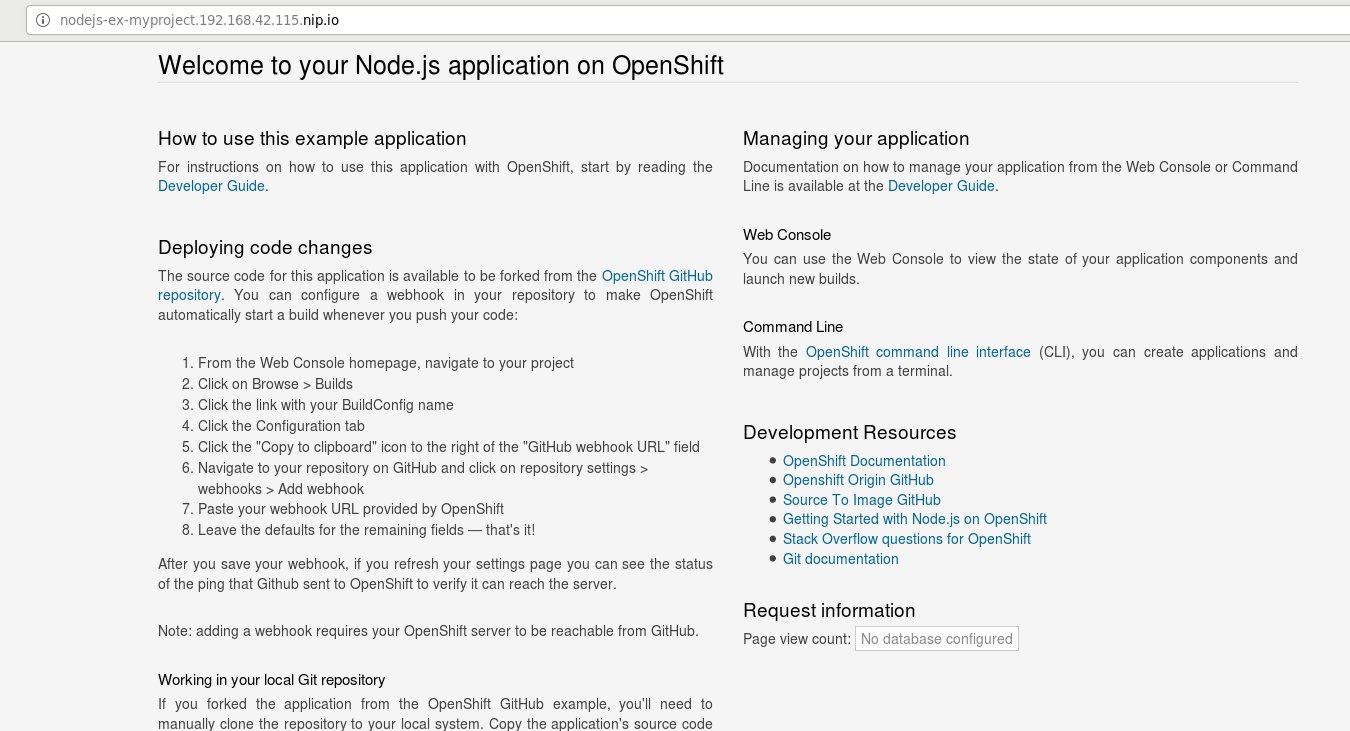 nodejs-ex-myproject.192.168.42.115.nip.io
Welcome to your Node.js application on OpenShift
How to use this example application
For instructions on how to use this application with OpenShift, start by reading the
Developer Guide.
Deploying code changes
The source code for this application is available to be forked from the OpenShift GitHub
repository. You can configure a webhook in your repository to make OpenShift
automatically start a build whenever you push your code:
1. From the Web Console homepage, navigate to your project
2. Click on Browse > Builds
3. Click the link with your BuildConfig name
4. Click the Configuration tab
5. Click the "Copy to clipboard" icon to the right of the "GitHub webhook URL" field
6. Navigate to your repository on GitHub and click on repository settings >
webhooks > Add webhook
7. Paste your webhook URL provided by OpenShift
8. Leave the defaults for the remaining fields — that's it!
After you save your webhook, if you refresh your settings page you can see the status
of the ping that Github sent to OpenShift to verify it can reach the server.
Note: adding a webhook requires your OpenShift server to be reachable from GitHub.
Working in your local Git repository
If you forked the application from the OpenShift GitHub example, you'll need to
manually clone the repository to your local system. Copy the application's source code
Managing your application
Documentation on how to manage your application from the Web Console or Command
Line is available at the Developer Guide.
Web Console
You can use the Web Console to view the state of your application components and
launch new builds.
Command Line
With the OpenShift command line interface (CLI), you can create applications and
manage projects from a terminal.
Development Resources
• OpenShift Documentation
• Openshift Origin GitHub
• Source To Image GitHub
• Getting Started with Node.js on OpenShift
• Stack Overflow questions for OpenShift
• Git documentation
Request information
Page view count: No database configured